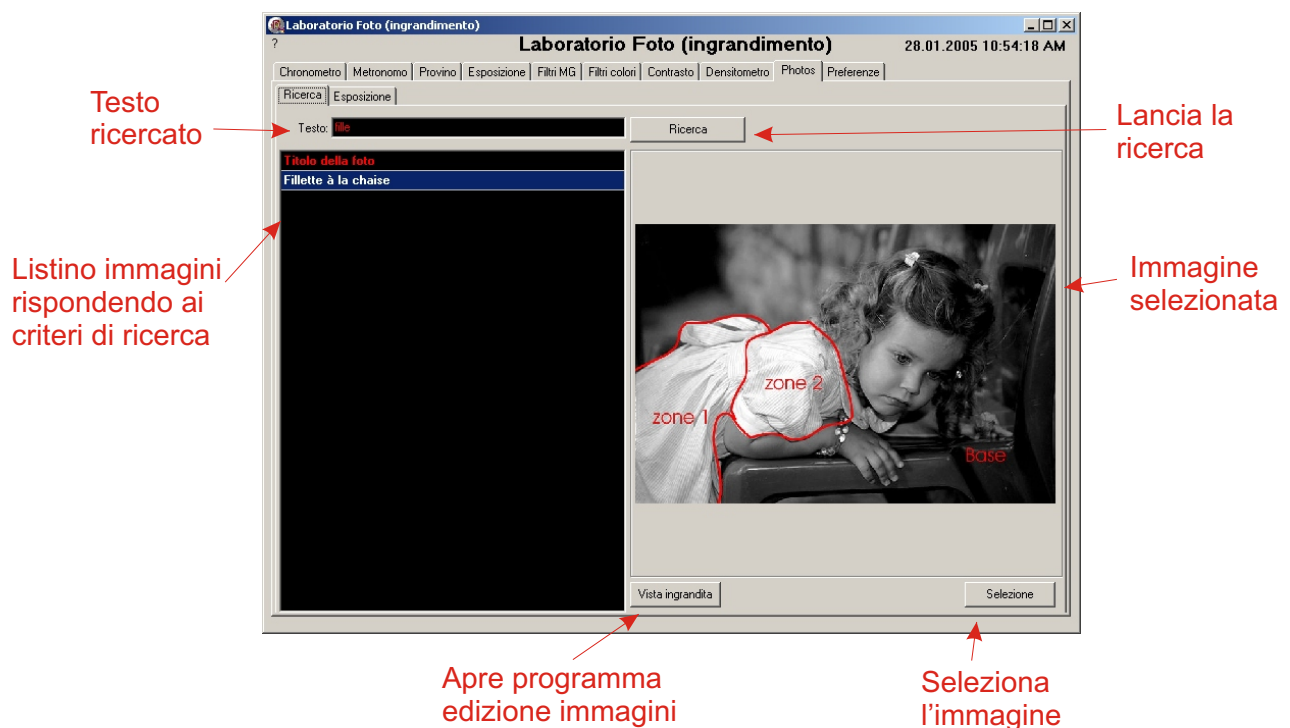 Laboratorio Foto (ingrandimento)
?
Laboratorio Foto (ingrandimento)
28.01.2005 10:54:18 AM
Chronometro
Metronomo
Provino
Esposizione
Filtri MG
Filtri colori
Contrasto
Densitometro
Photos
Preferenze
Ricerca
Esposizione
Testo
ricercato
Testo:
fille
Ricerca
Lancia la
ricerca
Titolo della foto
Fillette à la chaise
Listino immagini
rispondendo ai
criteri di ricerca
Immagine
selezionata
zone 2
zone 1
Base
Vista ingrandita
Selezione
Apre programma
edizione immagini
Seleziona
l'immagine